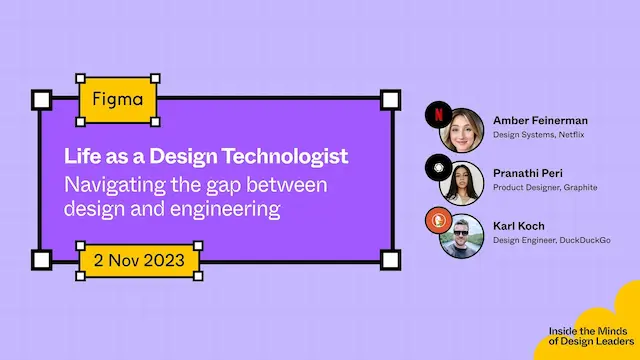 Figma
Life as a Design Technologist
Navigating the gap between
design and engineering
2 Nov 2023
N
Amber Feinerman
Design Systems, Netflix
Pranathi Peri
Product Designer, Graphite
Karl Koch
Design Engineer, DuckDuckGo
Inside the Minds
of Design Leaders